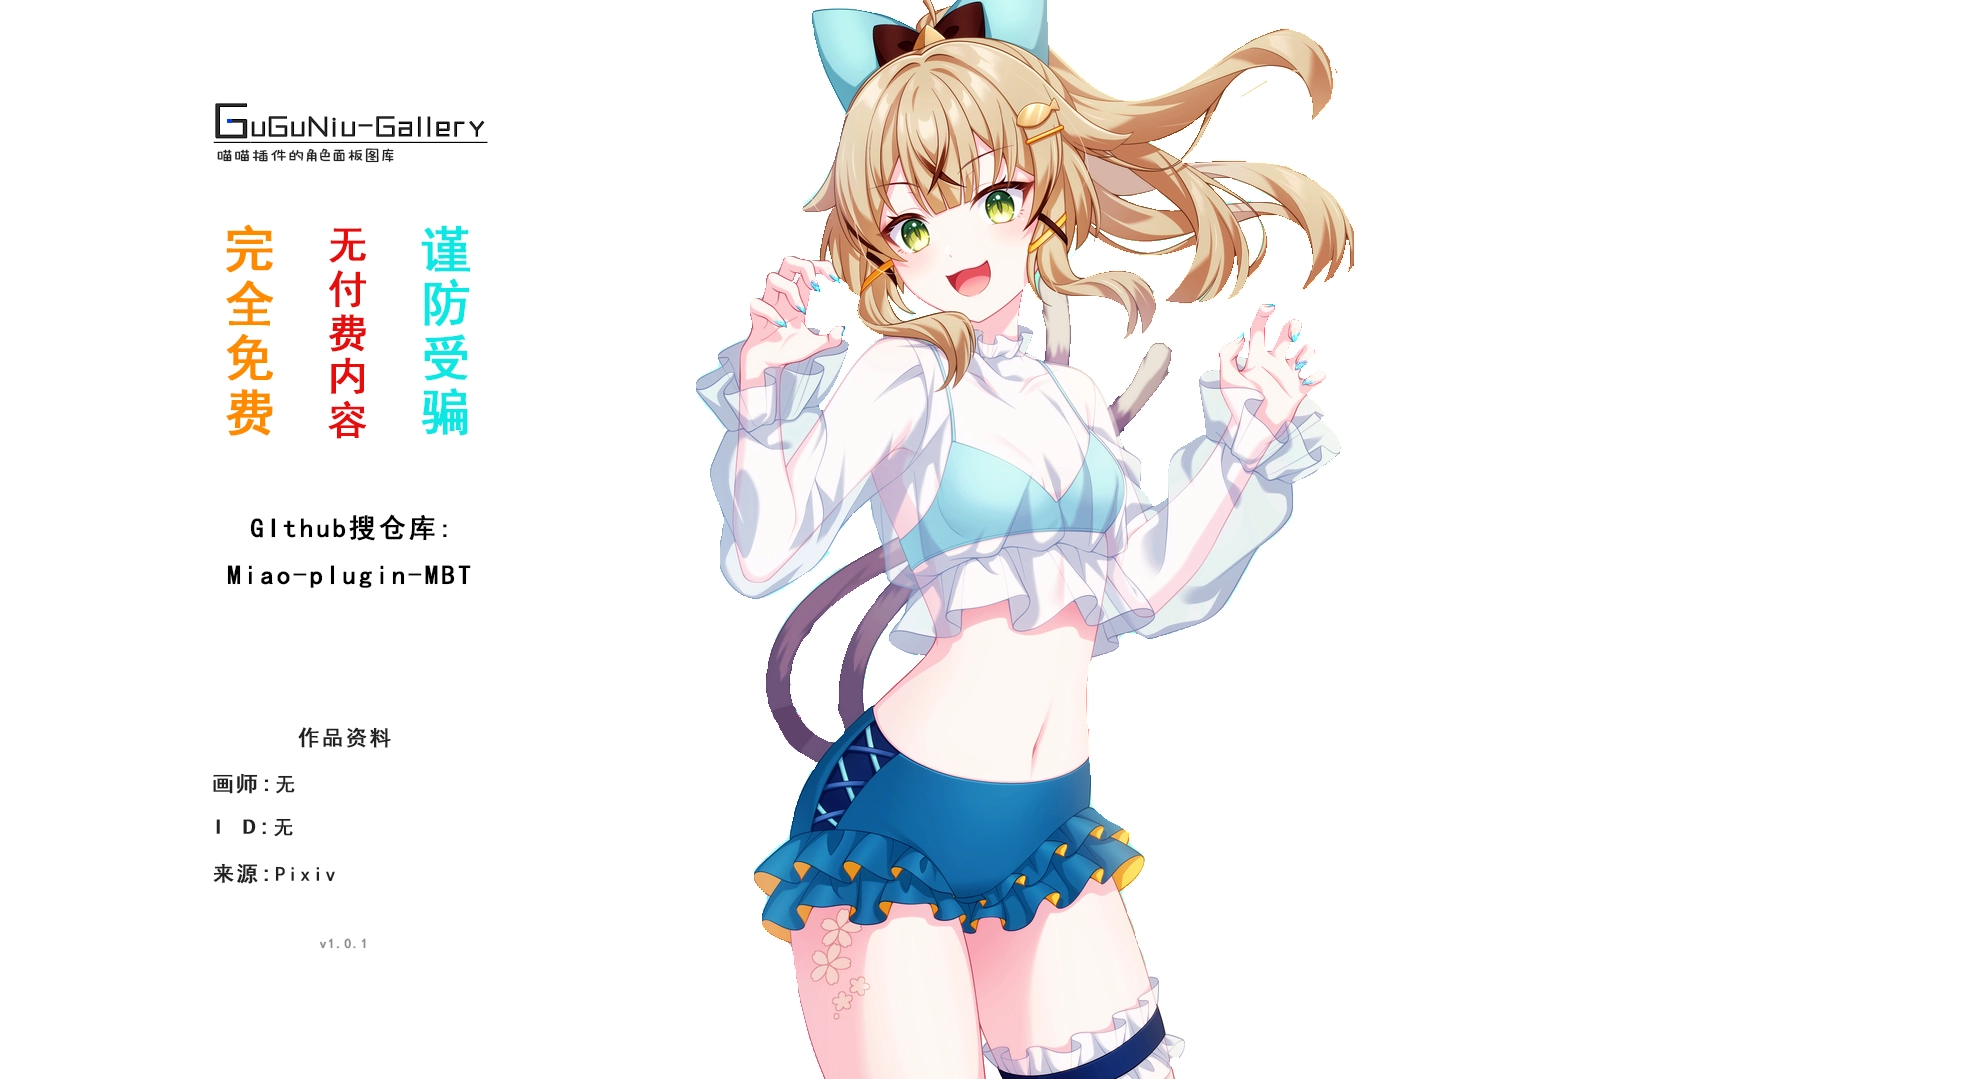 GuGuNiu-Gallery
喵喵插件的角色面板图库
完全免费
无付费内容
谨防受骗
GIthub搜仓库:
Miao-plugin-MBT
作品资料
画师:无
I D:无
来源:Pixiv
v1.0.1